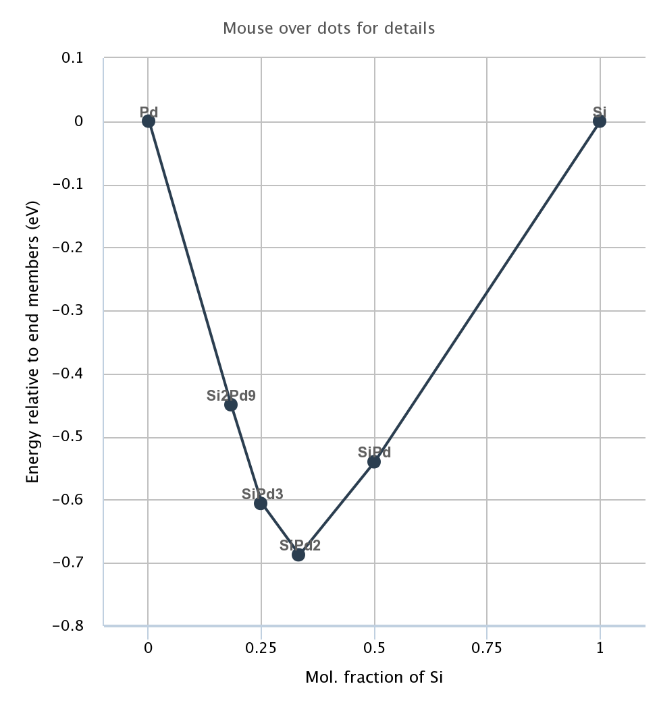 Mouse over dots for details
0.1
0
-0.1
-0.2
-0.3
-0.4
-0.5
-0.6
-0.7
-0.8
Energy relative to end members (eV)
Pd
Si2Pd9
SiPd3
SiPd2
SiPd
Si
0 0.25 0.5 0.75 1
Mol. fraction of Si